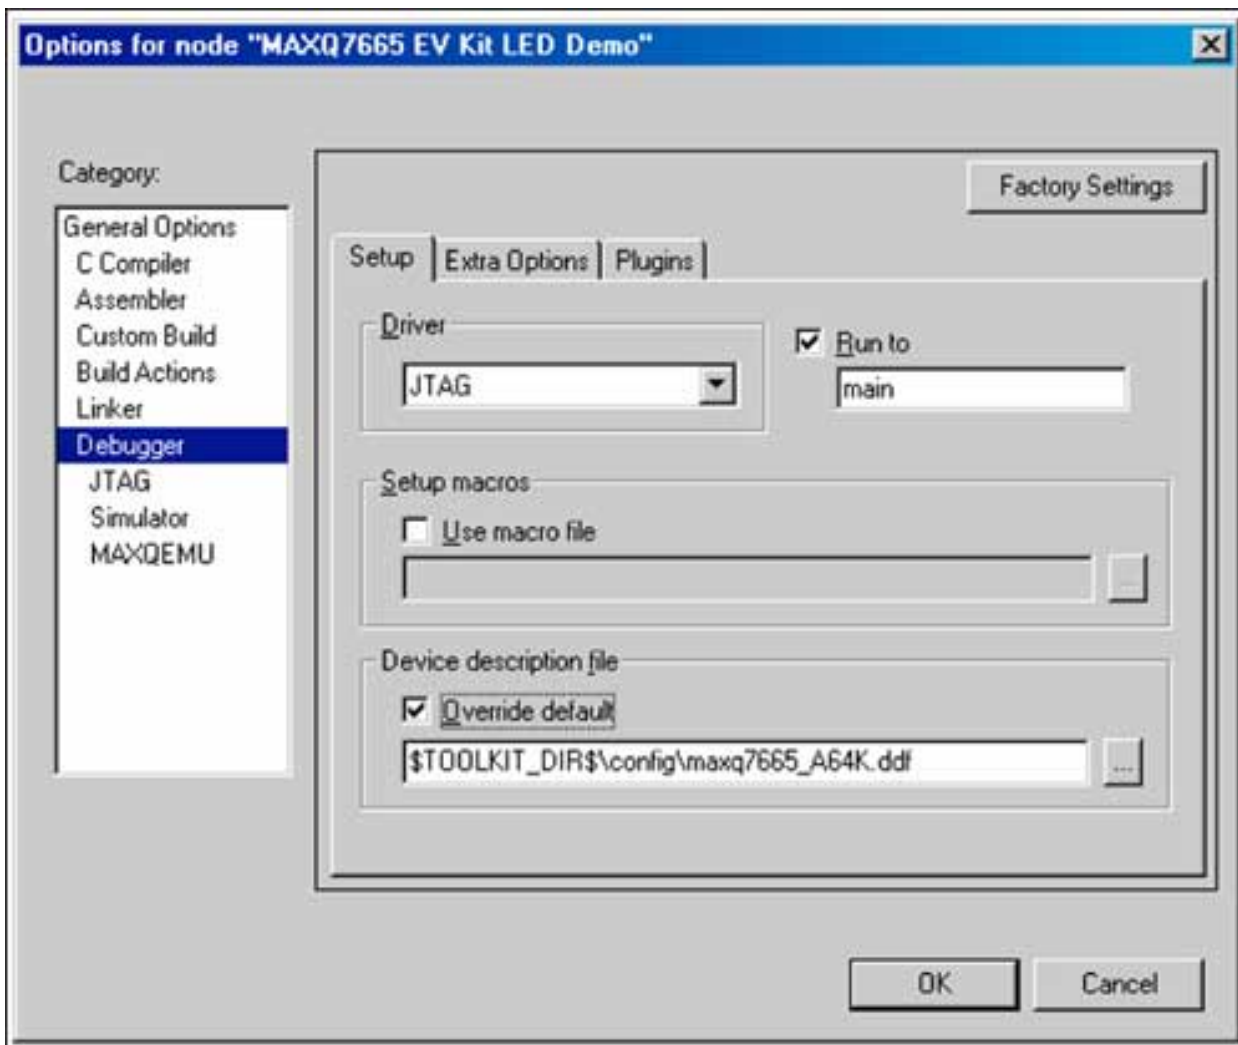 Options for node "MAXQ7665 EV Kit LED Demo"
Category:
General Options
C Compiler
Assembler
Custom Build
Build Actions
Linker
Debugger
JTAG
Simulator
MAXQEMU
Factory Settings
Setup Extra Options Plugins
Driver
JTAG
Run to
main
Setup macros
Use macro file
...
Device description file
Override default
$TOOLKIT_DIR$\config\maxq7665_A64K.ddf
...
OK Cancel